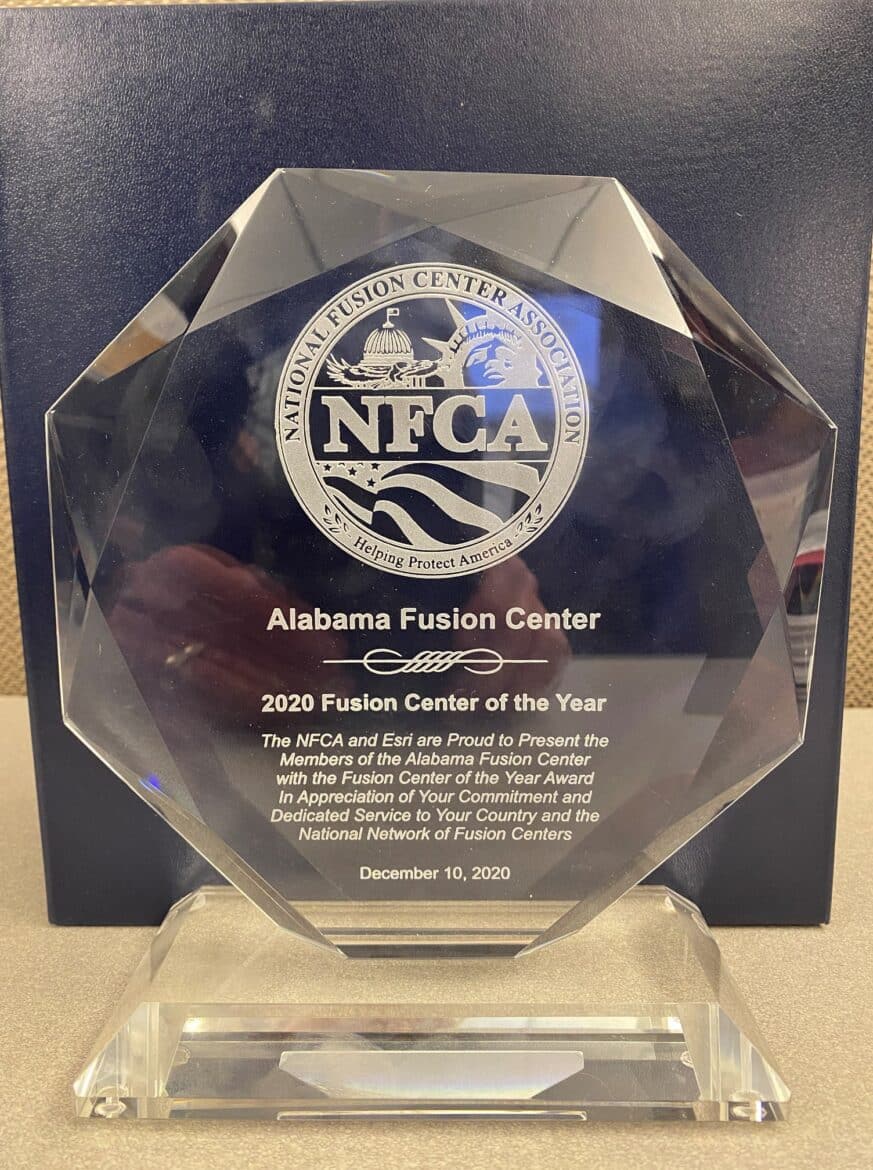 NATIONAL FUSION CENTER ASSOCIATION
NFCA
Helping Protect America
Alabama Fusion Center
2020 Fusion Center of the Year
The NFCA and Esri are Proud to Present the
Members of the Alabama Fusion Center
with the Fusion Center of the Year Award
In Appreciation of Your Commitment and
Dedicated Service to Your Country and the
National Network of Fusion Centers
December 10, 2020